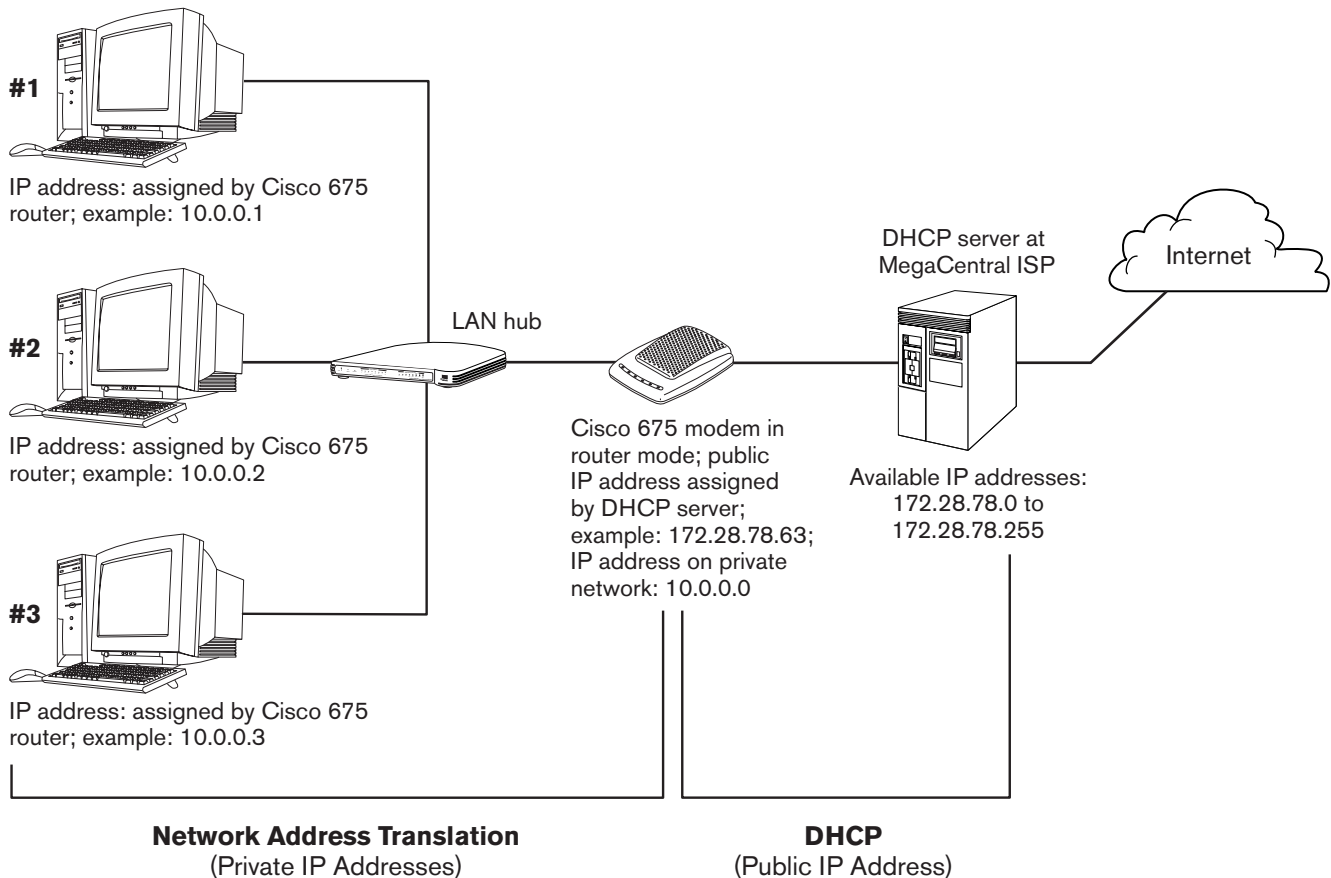 #1
IP address: assigned by Cisco 675
router; example: 10.0.0.1
#2
IP address: assigned by Cisco 675
router; example: 10.0.0.2
#3
IP address: assigned by Cisco 675
router; example: 10.0.0.3
LAN hub
Cisco 675 modem in
router mode; public
IP address assigned
by DHCP server;
example: 172.28.78.63;
IP address on private
network: 10.0.0.0
DHCP server at
MegaCentral ISP
Available IP addresses:
172.28.78.0 to
172.28.78.255
Internet
Network Address Translation
(Private IP Addresses)
DHCP
(Public IP Address)